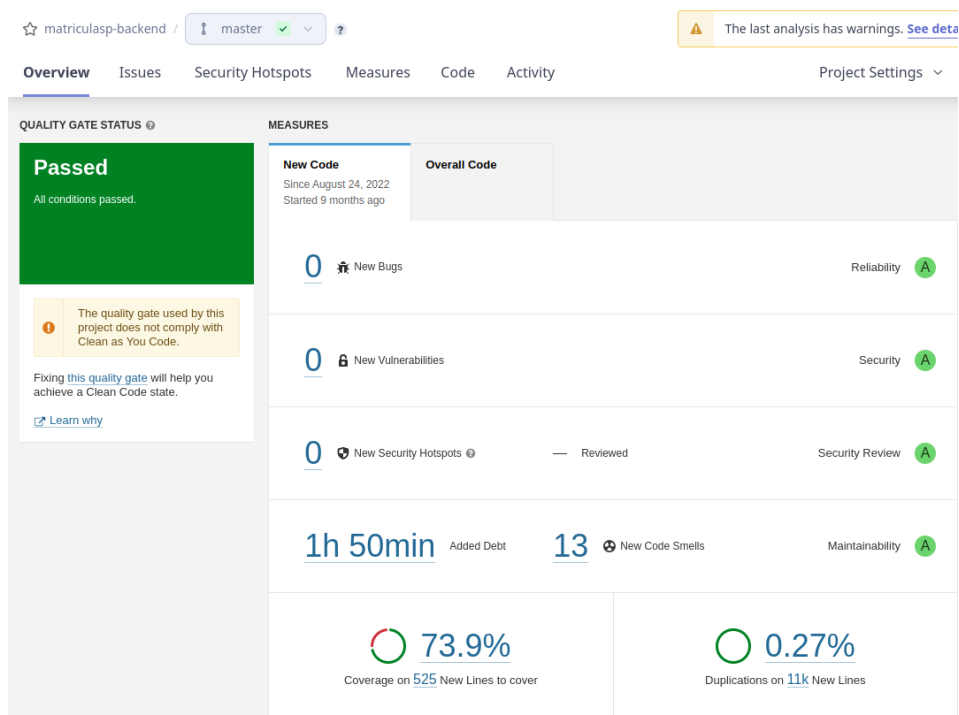 matriculasp-backend / master ?
The last analysis has warnings. See deta
Overview Issues Security Hotspots Measures Code Activity Project Settings
QUALITY GATE STATUS ?
Passed
All conditions passed.
The quality gate used by this
project does not comply with
Clean as You Code.
Fixing this quality gate will help you
achieve a Clean Code state.
Learn why
MEASURES
New Code
Since August 24, 2022
Started 9 months ago
Overall Code
0 New Bugs Reliability A
0 New Vulnerabilities Security A
0 New Security Hotspots ? — Reviewed Security Review A
1h 50min Added Debt 13 New Code Smells Maintainability A
73.9%
Coverage on 525 New Lines to cover
0.27%
Duplications on 11k New Lines